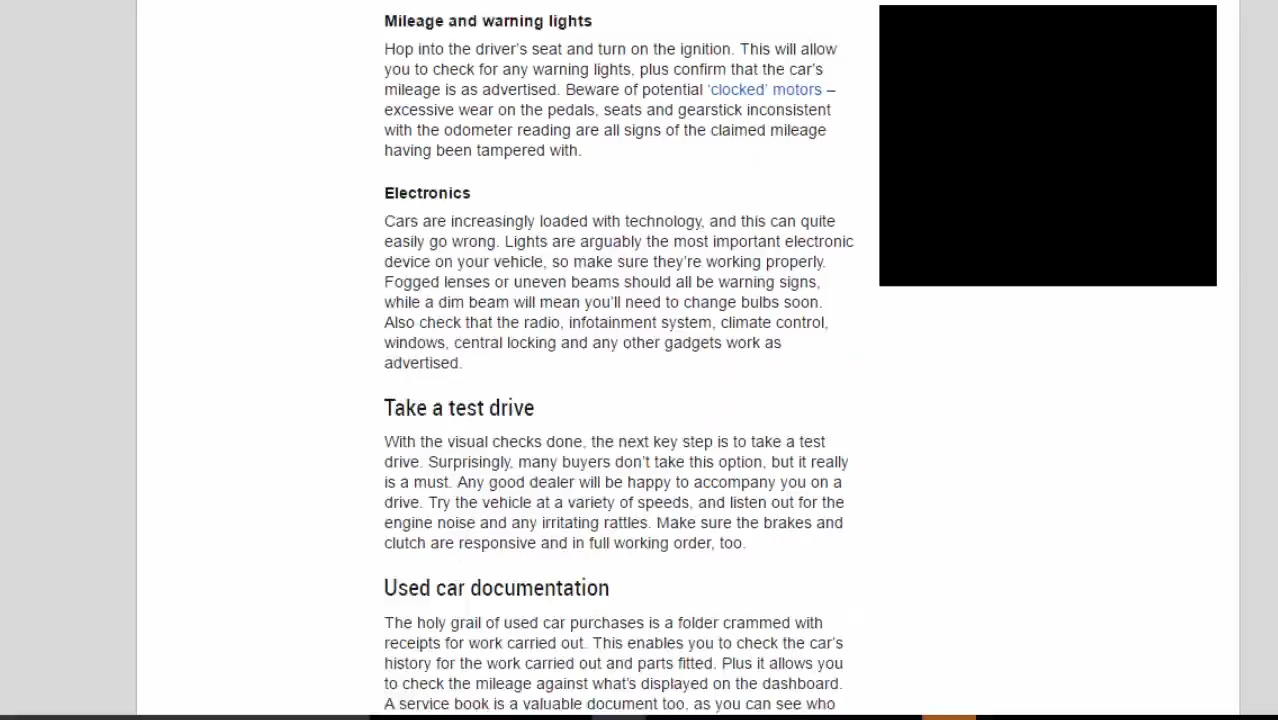 Mileage and warning lights
Hop into the driver's seat and turn on the ignition. This will allow
you to check for any warning lights, plus confirm that the car's
mileage is as advertised. Beware of potential 'clocked' motors –
excessive wear on the pedals, seats and gearstick inconsistent
with the odometer reading are all signs of the claimed mileage
having been tampered with.
Electronics
Cars are increasingly loaded with technology, and this can quite
easily go wrong. Lights are arguably the most important electronic
device on your vehicle, so make sure they're working properly.
Fogged lenses or uneven beams should all be warning signs,
while a dim beam will mean you'll need to change bulbs soon.
Also check that the radio, infotainment system, climate control,
windows, central locking and any other gadgets work as
advertised.
Take a test drive
With the visual checks done, the next key step is to take a test
drive. Surprisingly, many buyers don't take this option, but it really
is a must. Any good dealer will be happy to accompany you on a
drive. Try the vehicle at a variety of speeds, and listen out for the
engine noise and any irritating rattles. Make sure the brakes and
clutch are responsive and in full working order, too.
Used car documentation
The holy grail of used car purchases is a folder crammed with
receipts for work carried out. This enables you to check the car's
history for the work carried out and parts fitted. Plus it allows you
to check the mileage against what's displayed on the dashboard.
A service book is a valuable document too, as you can see who